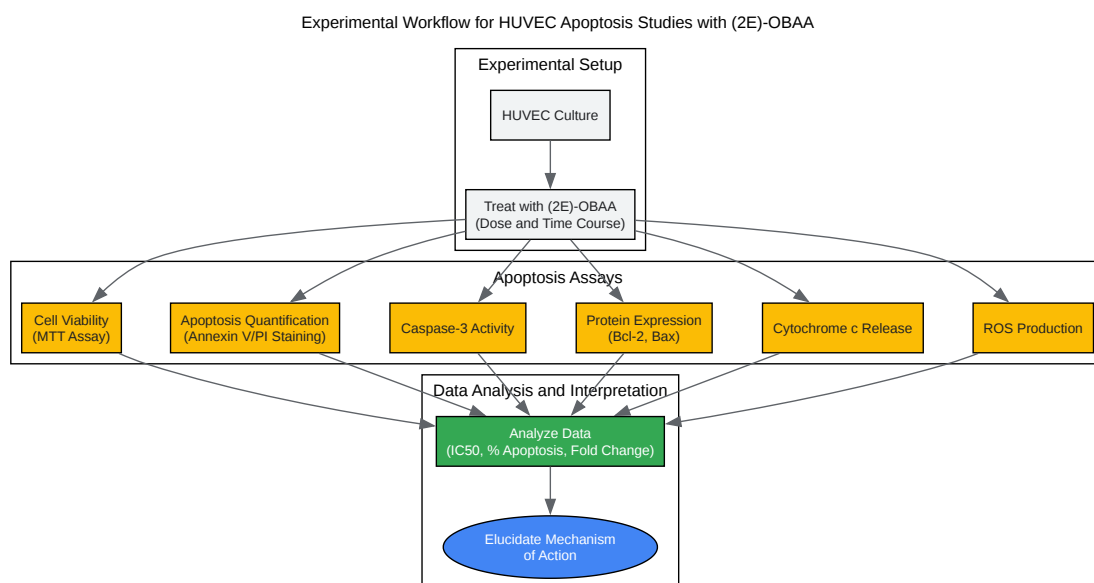 Experimental Workflow for HUVEC Apoptosis Studies with (2E)-OBAA
Experimental Setup
HUVEC Culture
Treat with (2E)-OBAA
(Dose and Time Course)
Apoptosis Assays
Cell Viability
(MTT Assay)
Apoptosis Quantification
(Annexin V/PI Staining)
Caspase-3 Activity
Protein Expression
(Bcl-2, Bax)
Cytochrome c Release
ROS Production
Data Analysis and Interpretation
Analyze Data
(IC50, % Apoptosis, Fold Change)
Elucidate Mechanism
of Action